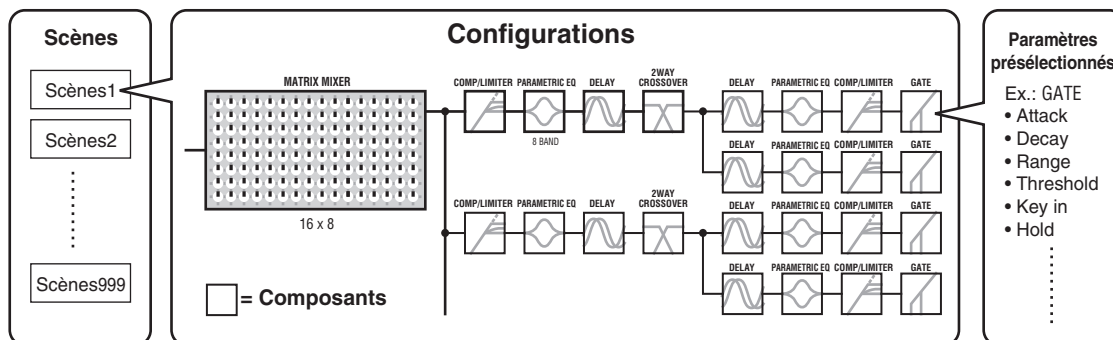 Scènes
Scènes1
Scènes2
Scènes999
Configurations
MATRIX MIXER
16 x 8
COMP/LIMITER PARAMETRIC EQ DELAY 2WAY CROSSOVER DELAY PARAMETRIC EQ COMP/LIMITER GATE
8 BAND
DELAY PARAMETRIC EQ COMP/LIMITER GATE
COMP/LIMITER PARAMETRIC EQ DELAY 2WAY CROSSOVER DELAY PARAMETRIC EQ COMP/LIMITER GATE
DELAY PARAMETRIC EQ COMP/LIMITER GATE
= Composants
Paramètres
présélectionnés
Ex.: GATE
• Attack
• Decay
• Range
• Threshold
• Key in
• Hold